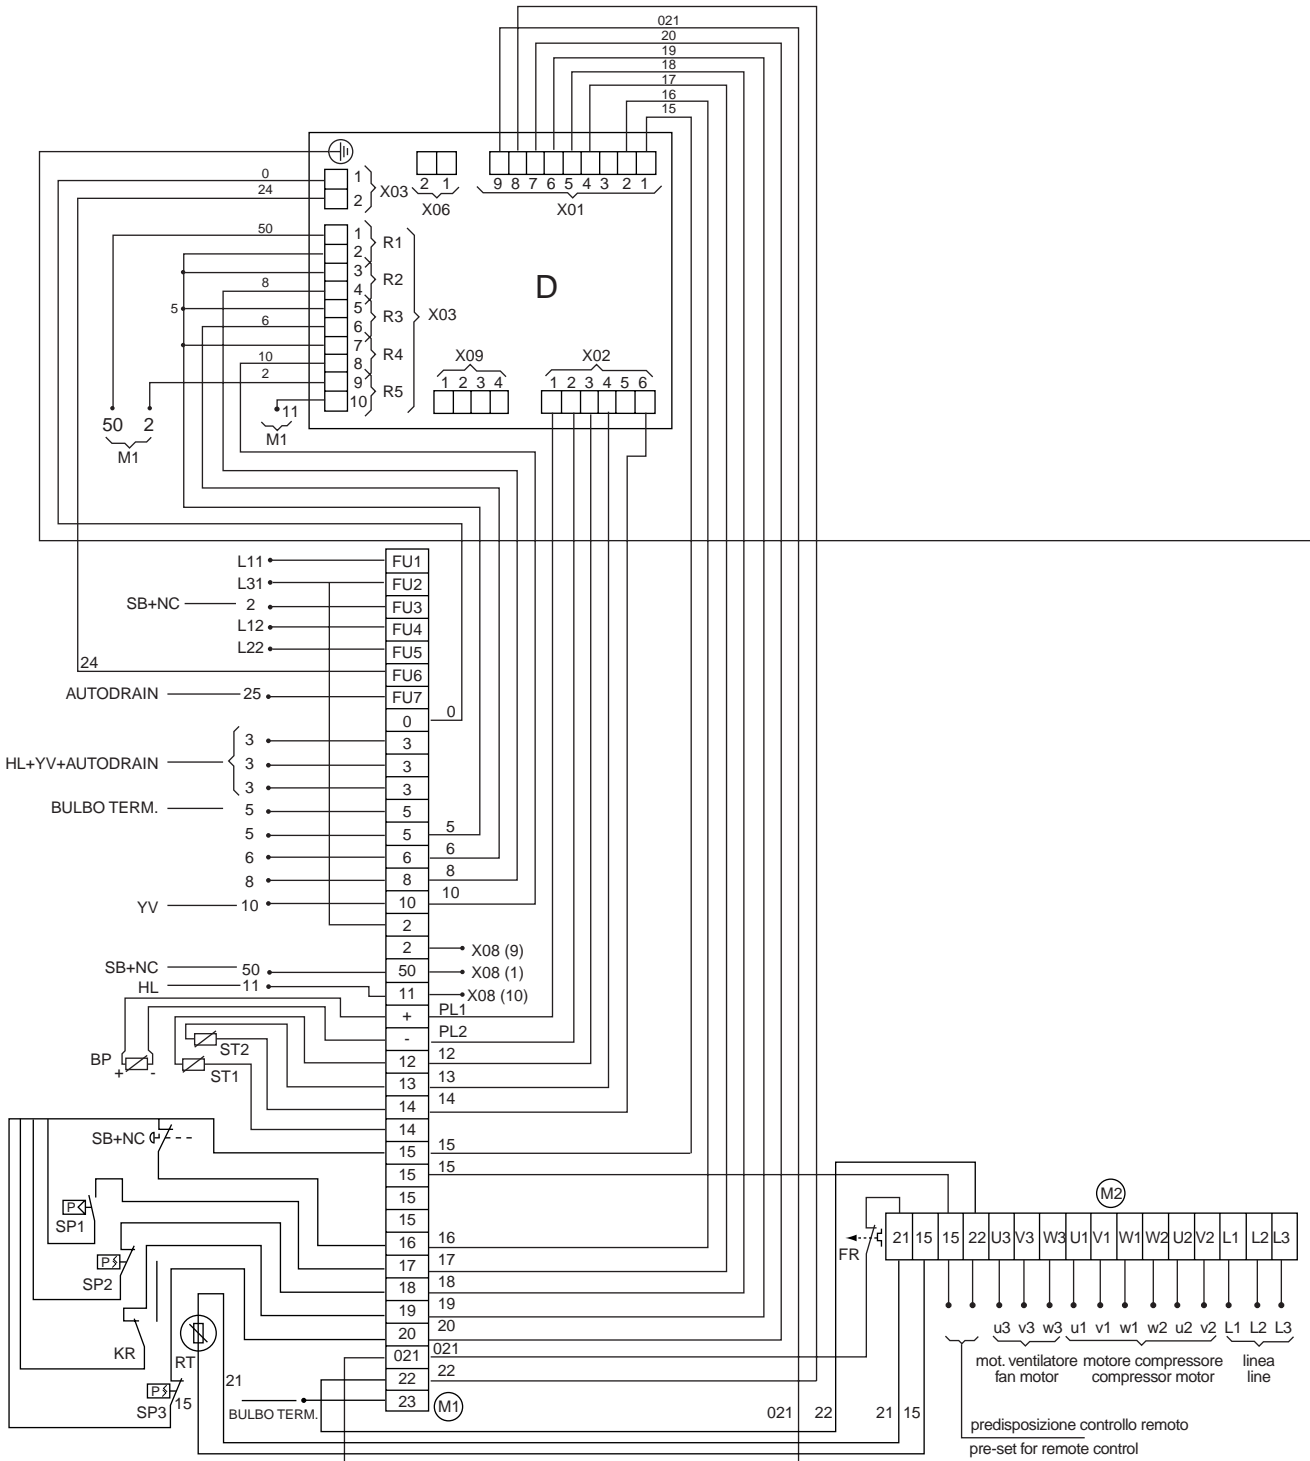 021
20
19
18
17
16
15
0
24
1
2
X03
2 1
X06
9 8 7 6 5 4 3 2 1
X01
50
8
5
6
10
2
1
2
3
4
5
6
7
8
9
10
R1
R2
R3
R4
R5
X03
D
X09
1 2 3 4
X02
1 2 3 4 5 6
50 2
M1
11
M1
L11 FU1
L31 FU2
SB+NC 2 FU3
L12 FU4
L22 FU5
24 FU6
AUTODRAIN 25 FU7
0 0
3 3
HL+YV+AUTODRAIN 3 3
3 3
BULBO TERM. 5 5
5 5 5
6 6 6
8 8 8
YV 10 10 10
2
2 X08 (9)
SB+NC 50 50 X08 (1)
HL 11 11 X08 (10)
+ PL1
- PL2
BP + -
ST2
ST1
12 12
13 13
14 14
14
SB+NC
15 15
15 15
15
15
SP1
P
16 16
17 17
SP2
P
18 18
19 19
20 20
KR
RT
021 021
22 22
23
SP3
P
15
21
BULBO TERM.
M1
021 22 21 15
M2
FR
21 15 15 22 U3 V3 W3 U1 V1 W1 W2 U2 V2 L1 L2 L3
u3 v3 w3 u1 v1 w1 w2 u2 v2 L1 L2 L3
mot. ventilatore
fan motor
motore compressore
compressor motor
linea
line
predisposizione controllo remoto
pre-set for remote control